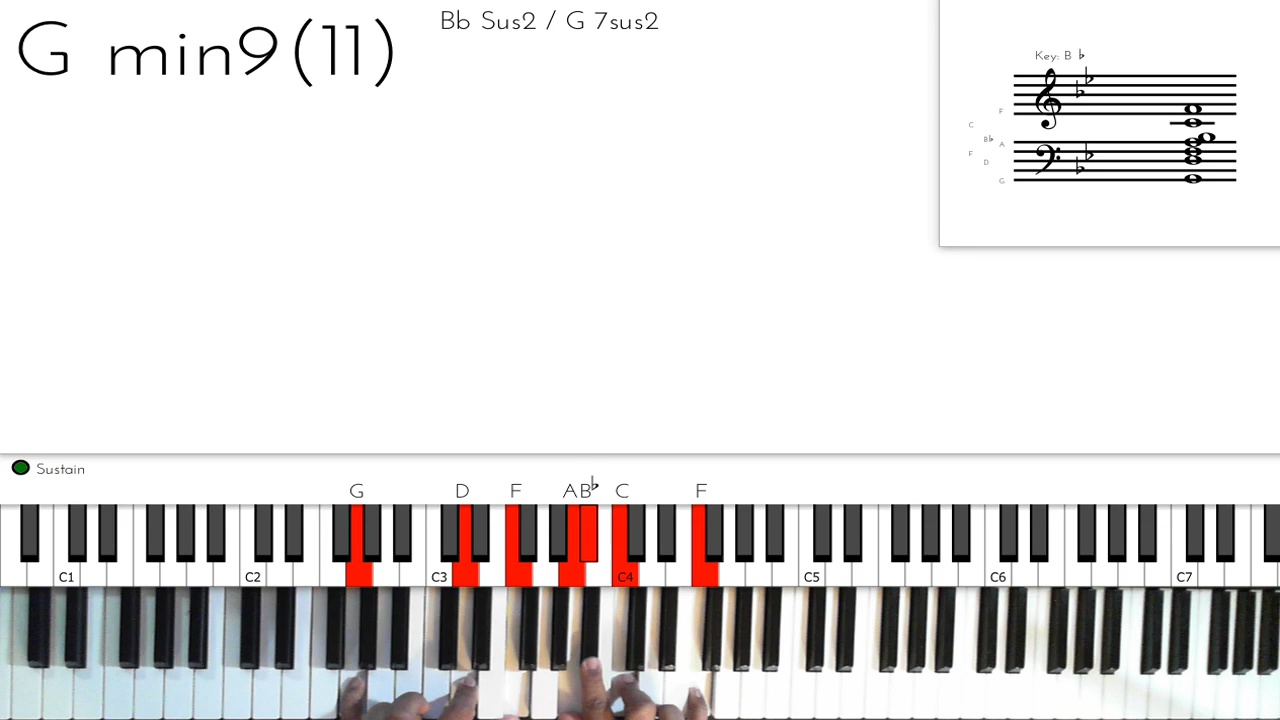 G min9(11)
Bb Sus2 / G 7sus2
Key: B ♭
F
C
B♭
A
F
D
G
Sustain
G D F A B♭ C F
C1 C2 C3 C4 C5 C6 C7